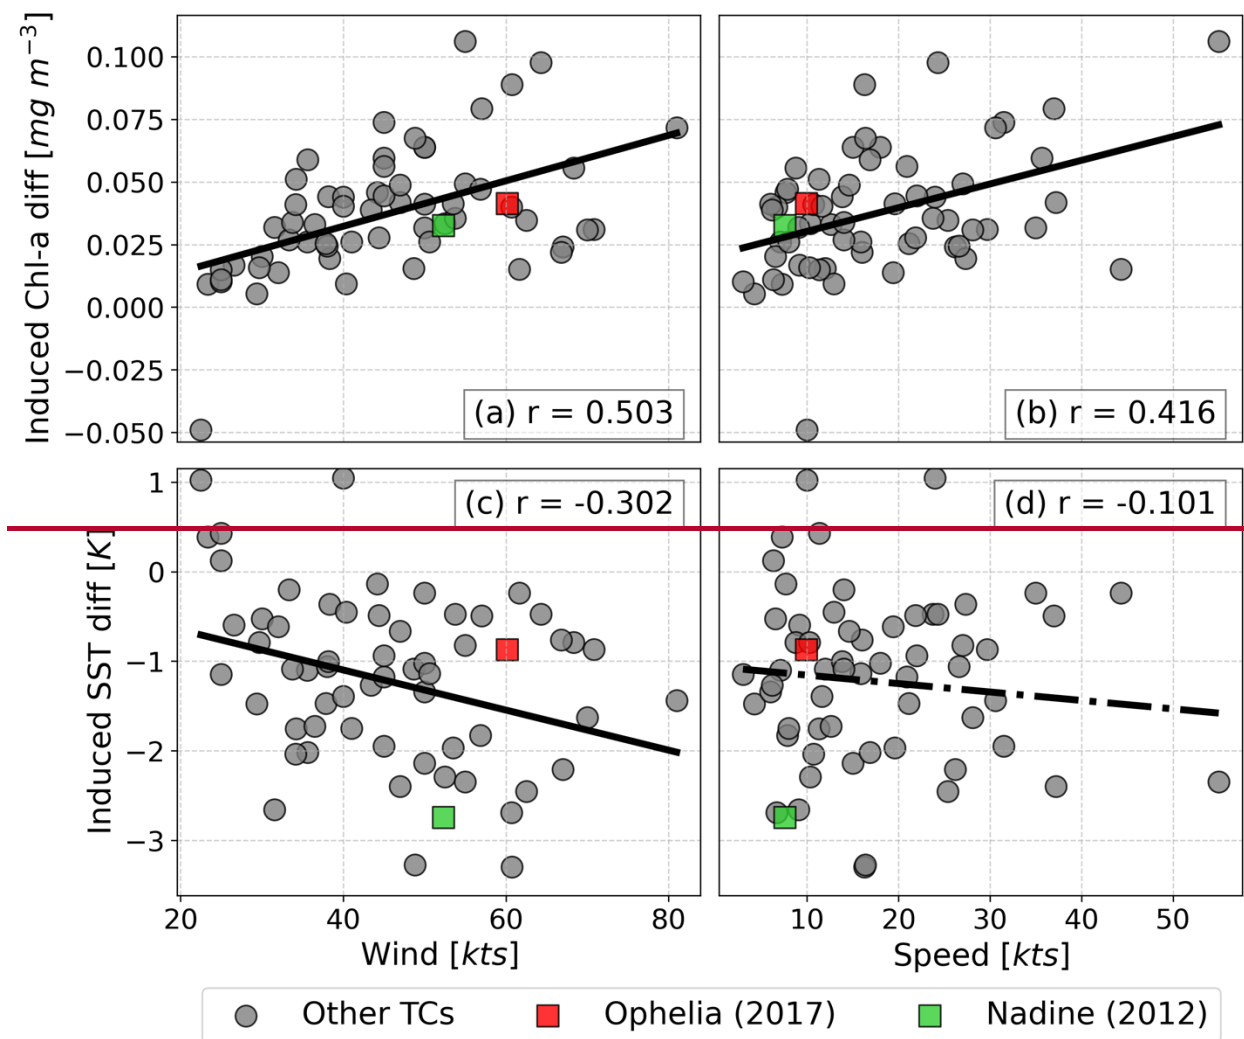 Induced Chl-a diff [mg m⁻³]
0.100
0.075
0.050
0.025
0.000
−0.025
−0.050
(a) r = 0.503
(b) r = 0.416
Induced SST diff [K]
1
0
−1
−2
−3
(c) r = -0.302
(d) r = -0.101
20 40 60 80
10 20 30 40 50
Wind [kts]
Speed [kts]
Other TCs
Ophelia (2017)
Nadine (2012)